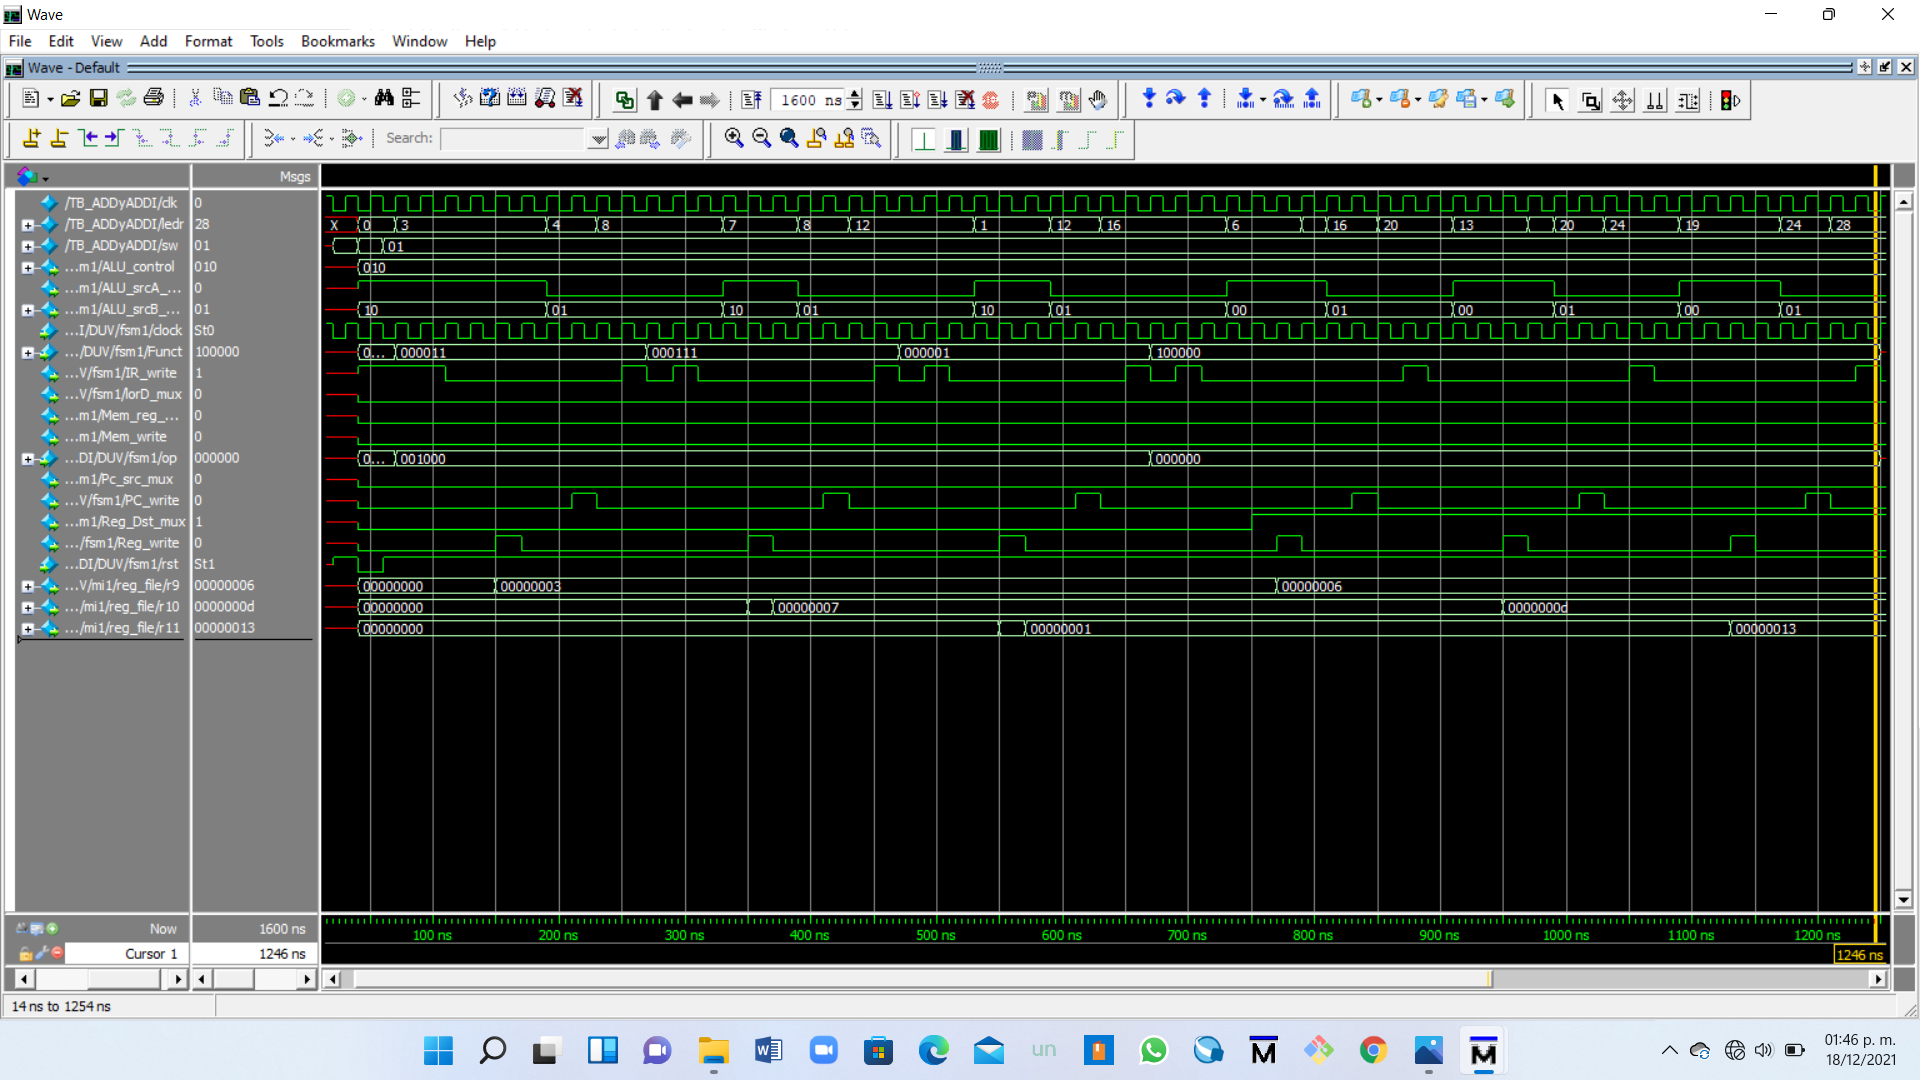 Wave
File Edit View Add Format Tools Bookmarks Window Help
Wave - Default
1600 ns
Search:
Msgs
/TB_ADDyADDI/clk 0
/TB_ADDyADDI/ledr 28 X 0 3 4 8 7 8 12 1 12 16 6 16 20 13 20 24 19 24 28
/TB_ADDyADDI/sw 01 01
...m1/ALU_control 010 010
...m1/ALU_srcA_... 0
...m1/ALU_srcB_... 01 10 01 10 01 10 01 00 01 00 01 00 01
...I/DUV/fsm1/clock St0
.../DUV/fsm1/Funct 100000 0... 000011 000111 000001 100000
...V/fsm1/IR_write 1
...V/fsm1/IorD_mux 0
...m1/Mem_reg_... 0
...m1/Mem_write 0
...DI/DUV/fsm1/op 000000 0... 001000 000000
...m1/Pc_src_mux 0
...V/fsm1/PC_write 0
...m1/Reg_Dst_mux 1
.../fsm1/Reg_write 0
...DI/DUV/fsm1/rst St1
...V/mi1/reg_file/r9 00000006 00000000 00000003 00000006
.../mi1/reg_file/r10 0000000d 00000000 00000007 0000000d
.../mi1/reg_file/r11 00000013 00000000 00000001 00000013
Now 1600 ns 100 ns 200 ns 300 ns 400 ns 500 ns 600 ns 700 ns 800 ns 900 ns 1000 ns 1100 ns 1200 ns
Cursor 1 1246 ns 1246 ns
14 ns to 1254 ns
un
01:46 p. m.
18/12/2021